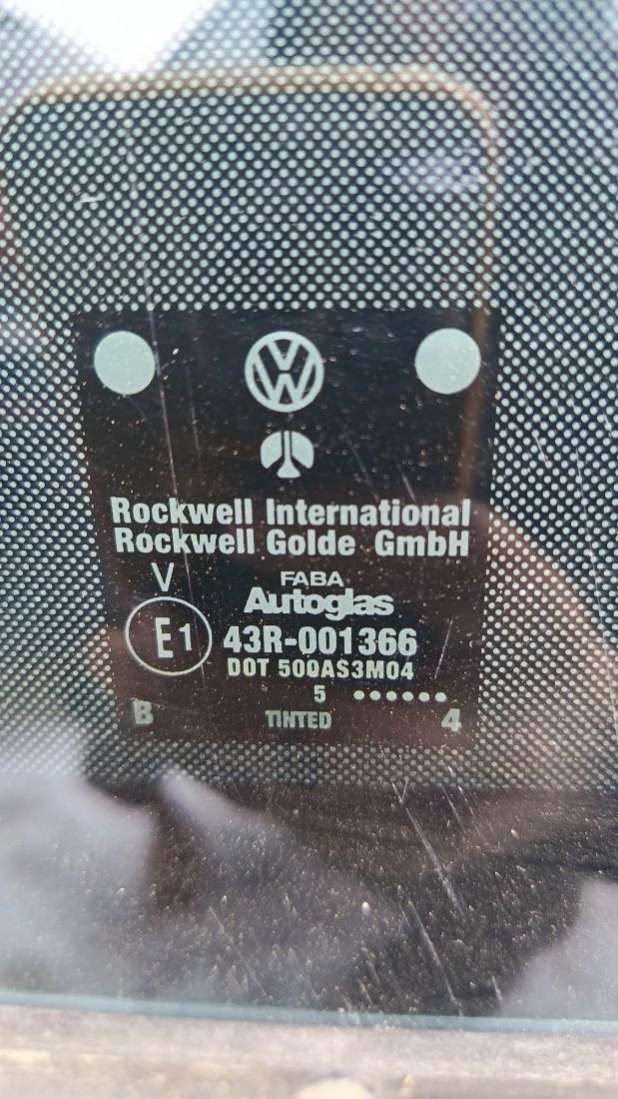 Rockwell International
Rockwell Golde GmbH
V
FABA
Autoglas
E1
43R-001366
DOT 500AS3M04
5 ••••••
B TINTED 4